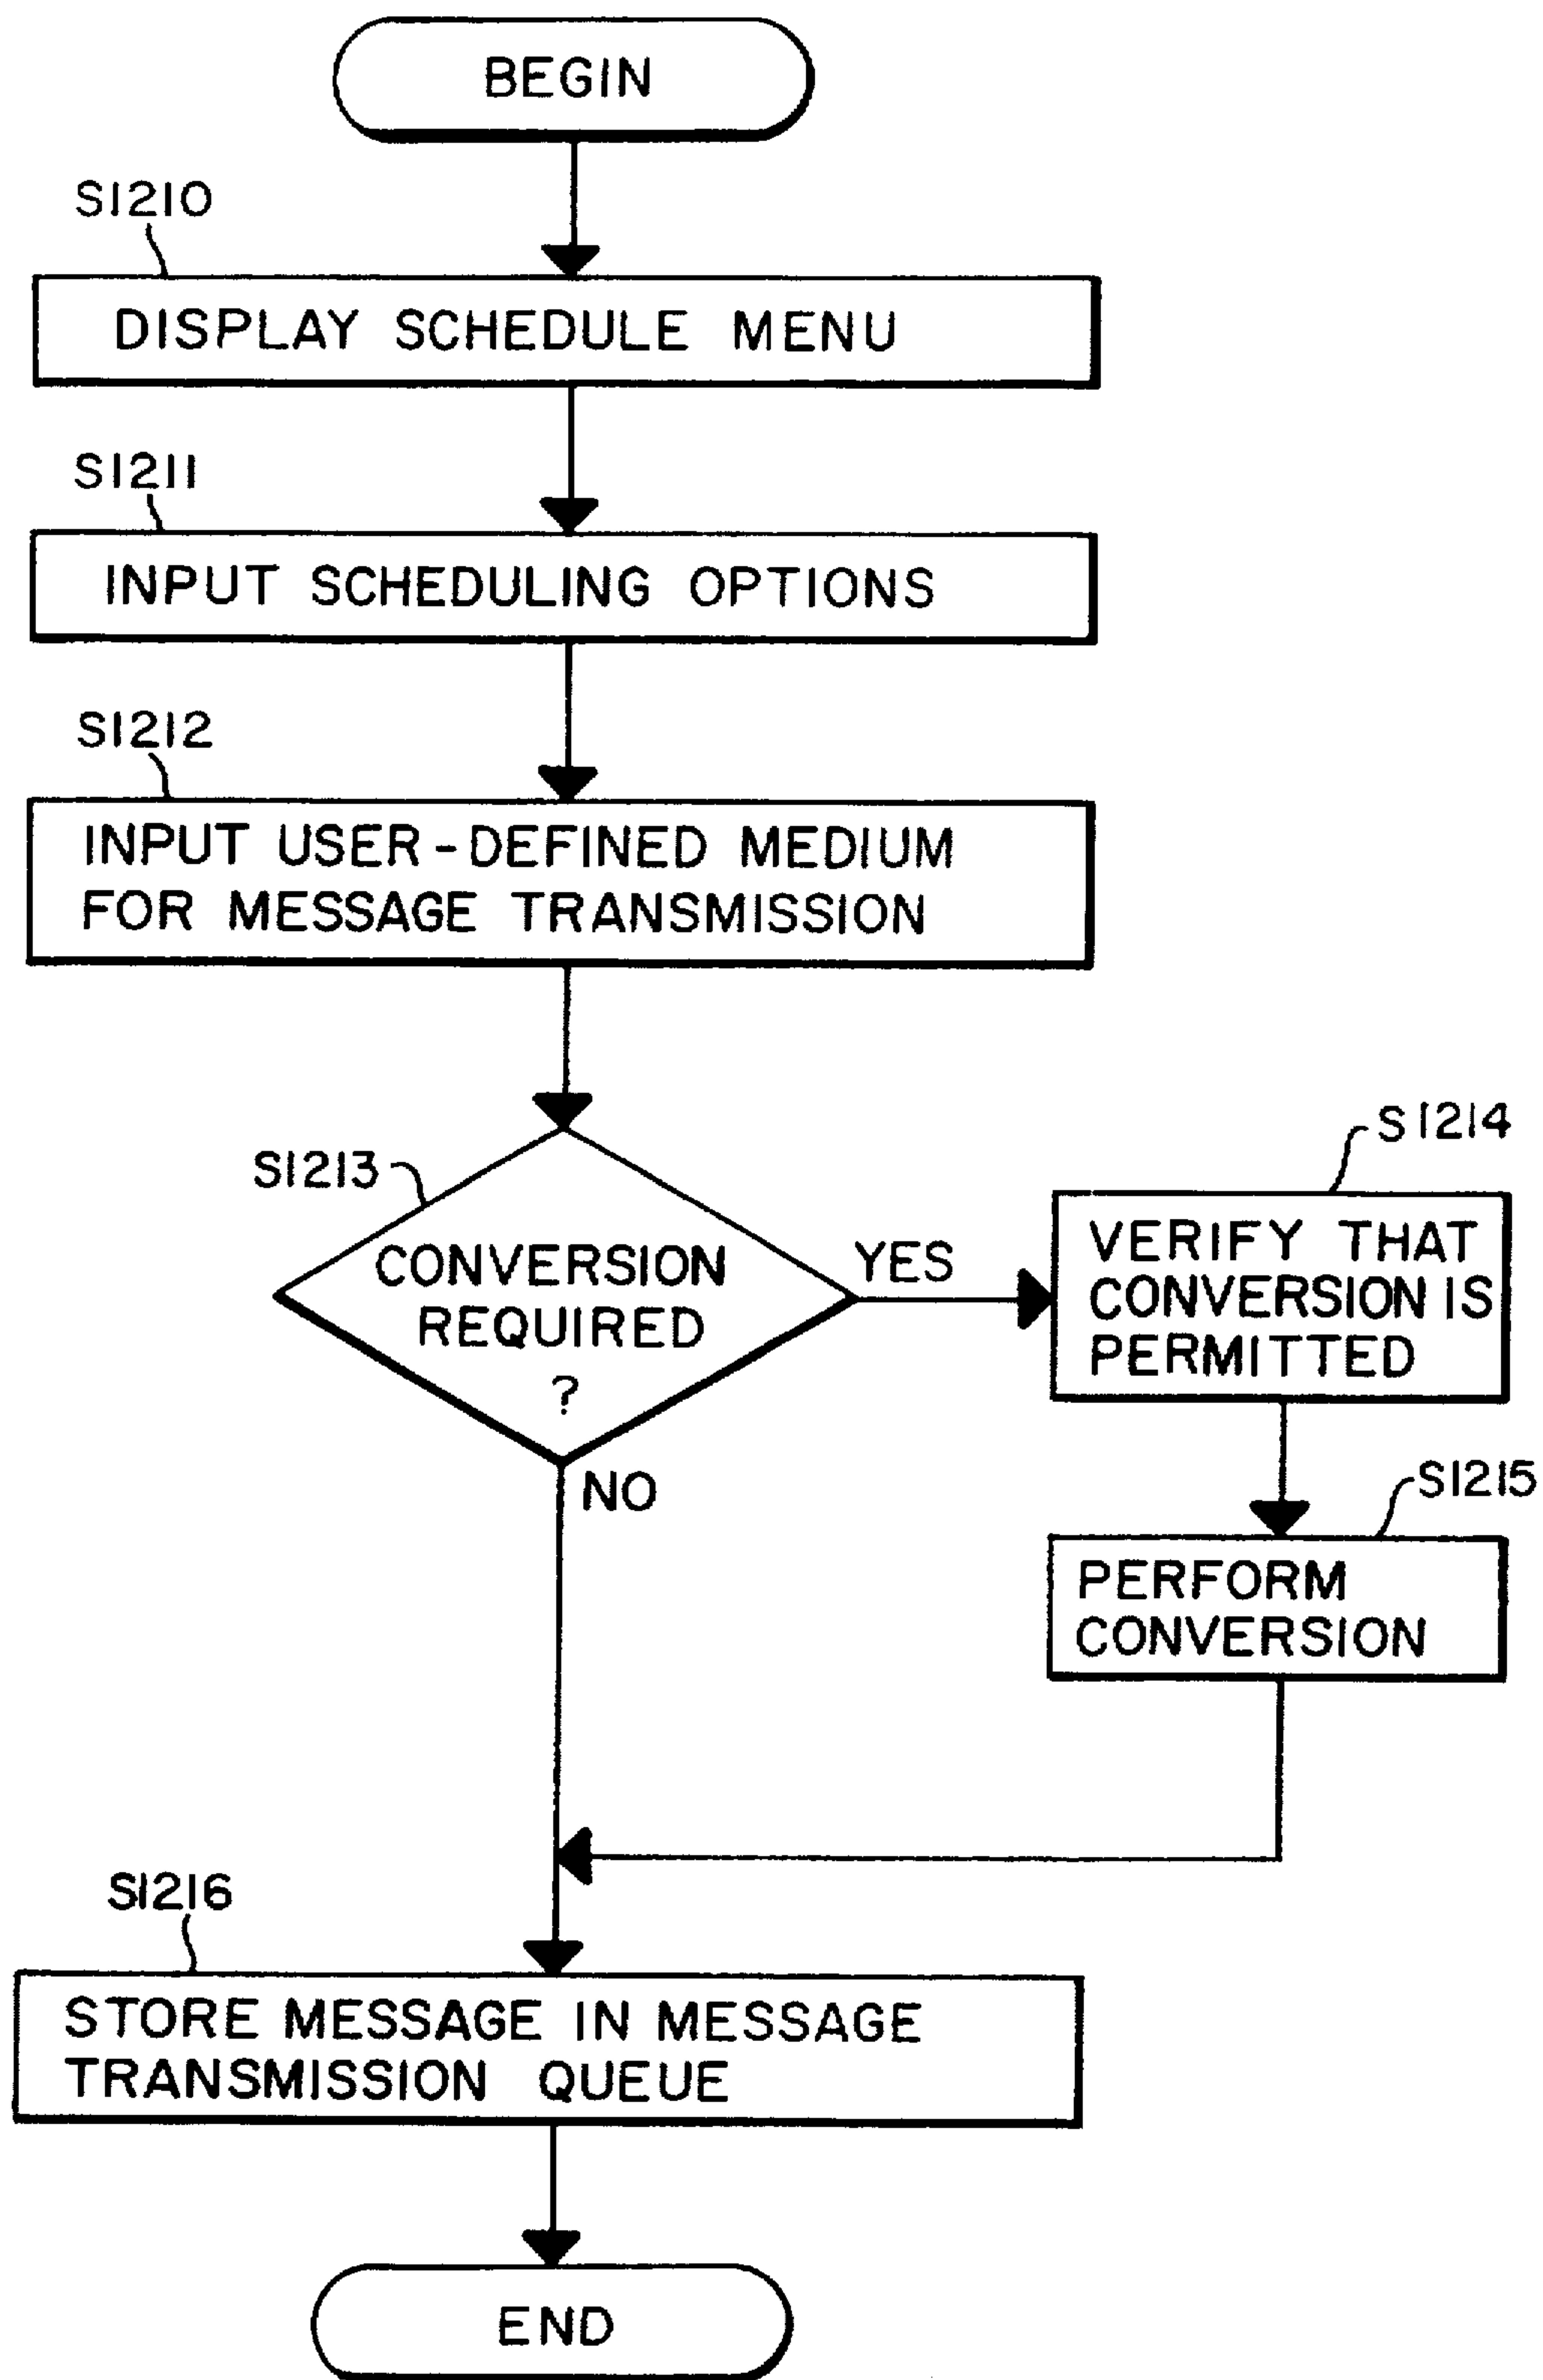 BEGIN
S1210
DISPLAY SCHEDULE MENU
S1211
INPUT SCHEDULING OPTIONS
S1212
INPUT USER-DEFINED MEDIUM
FOR MESSAGE TRANSMISSION
S1213
CONVERSION
REQUIRED
?
YES
NO
S1214
VERIFY THAT
CONVERSION IS
PERMITTED
S1215
PERFORM
CONVERSION
S1216
STORE MESSAGE IN MESSAGE
TRANSMISSION QUEUE
END